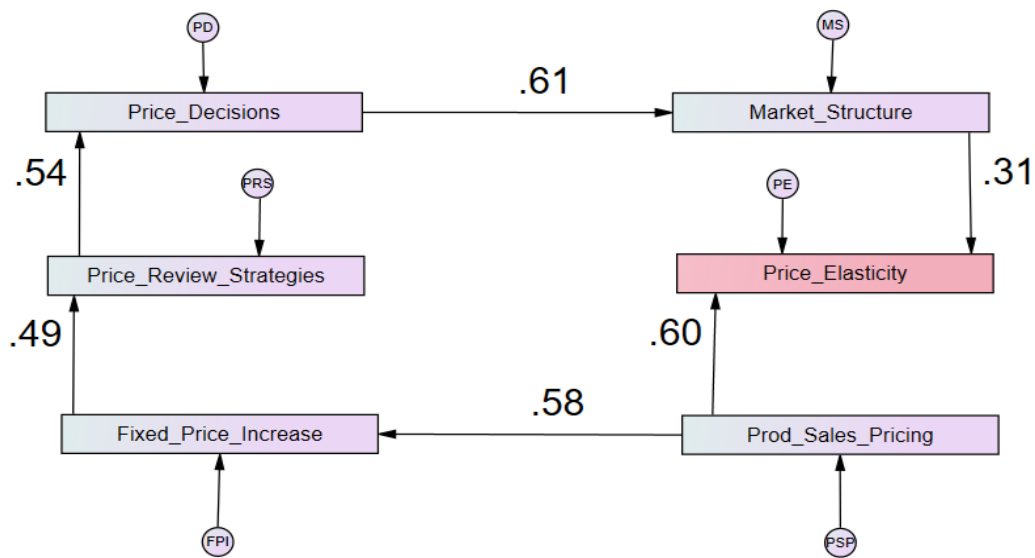 PD
MS
.61
Price_Decisions
Market_Structure
.54
PRS
PE
.31
Price_Review_Strategies
Price_Elasticity
.49
.60
.58
Fixed_Price_Increase
Prod_Sales_Pricing
FPI
PSP